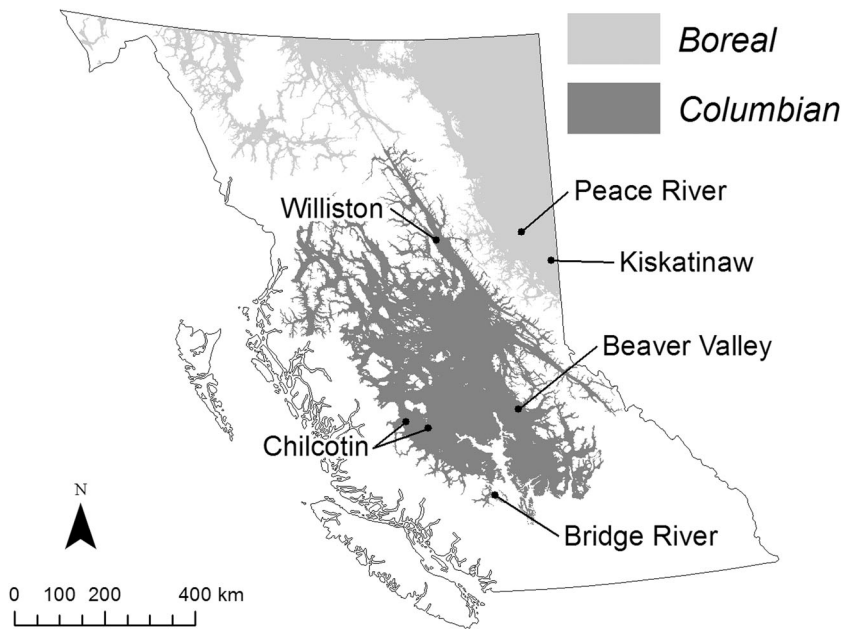 Boreal
Columbian
Peace River
Williston
Kiskatinaw
Beaver Valley
Chilcotin
N
Bridge River
0 100 200 400 km